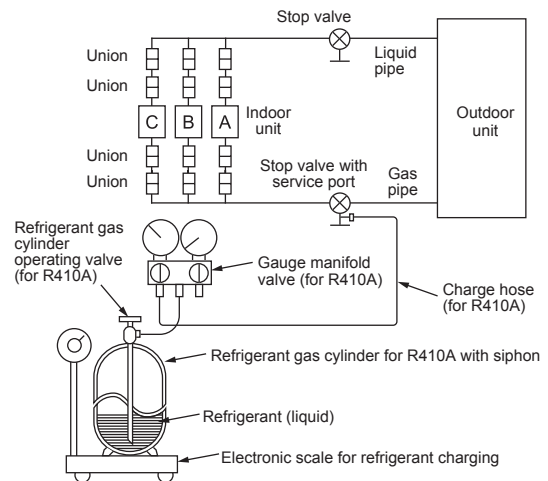 Stop valve
Liquid
pipe
Union
Union
C
B
A
Indoor
unit
Outdoor
unit
Union
Union
Stop valve with
service port
Gas
pipe
Refrigerant gas
cylinder
operating valve
(for R410A)
Gauge manifold
valve (for R410A)
Charge hose
(for R410A)
Refrigerant gas cylinder for R410A with siphon
Refrigerant (liquid)
Electronic scale for refrigerant charging